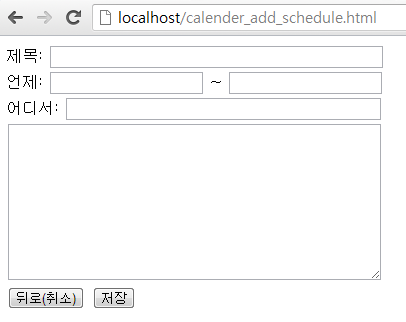 localhost/calender_add_schedule.html
제목:
언제: ~
어디서:
뒤로(취소) 저장